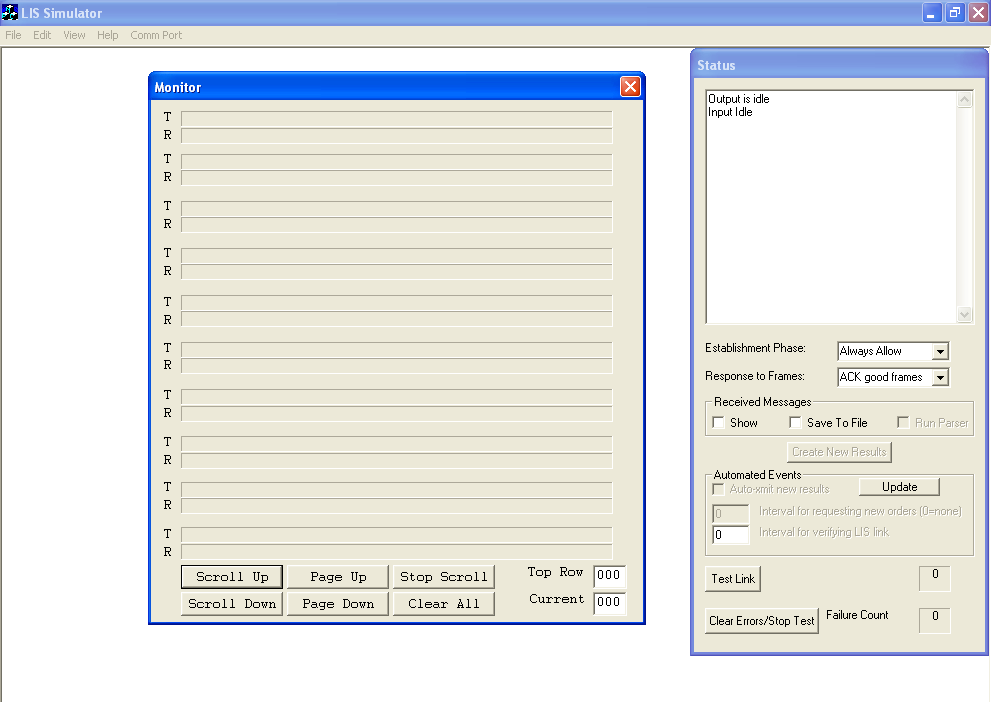 LIS Simulator
File Edit View Help Comm Port
Monitor
T
R
T
R
T
R
T
R
T
R
T
R
T
R
T
R
T
R
T
R
Scroll Up Page Up Stop Scroll Top Row 000
Scroll Down Page Down Clear All Current 000
Status
Output is idle
Input Idle
Establishment Phase: Always Allow
Response to Frames: ACK good frames
Received Messages
Show Save To File Run Parser
Create New Results
Automated Events
Auto-xmit new results Update
0 Interval for requesting new orders (0=none)
0 Interval for verifying LIS link
Test Link 0
Clear Errors/Stop Test Failure Count 0